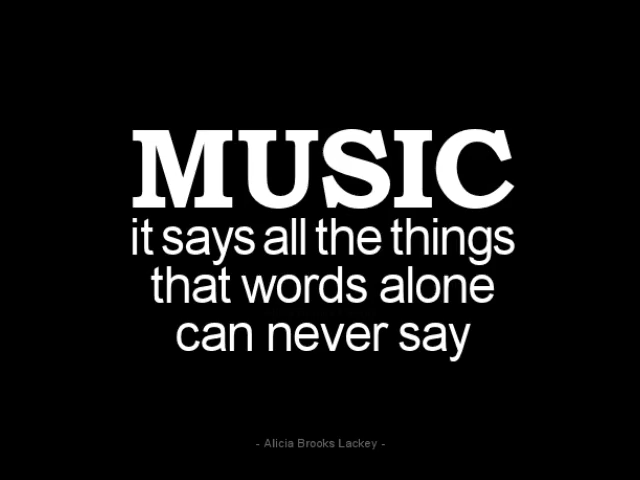 MUSIC
it says all the things
that words alone
can never say
- Alicia Brooks Lackey -